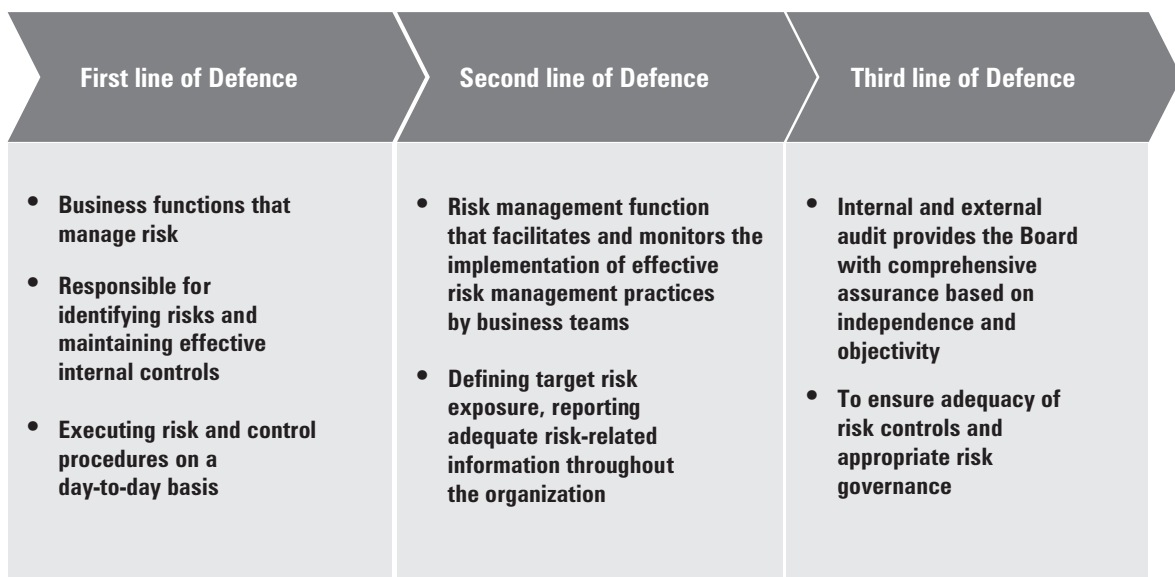 First line of Defence
Second line of Defence
Third line of Defence
• Business functions that
manage risk
• Responsible for
identifying risks and
maintaining effective
internal controls
• Executing risk and control
procedures on a
day-to-day basis
• Risk management function
that facilitates and monitors the
implementation of effective
risk management practices
by business teams
• Defining target risk
exposure, reporting
adequate risk-related
information throughout
the organization
• Internal and external
audit provides the Board
with comprehensive
assurance based on
independence and
objectivity
• To ensure adequacy of
risk controls and
appropriate risk
governance